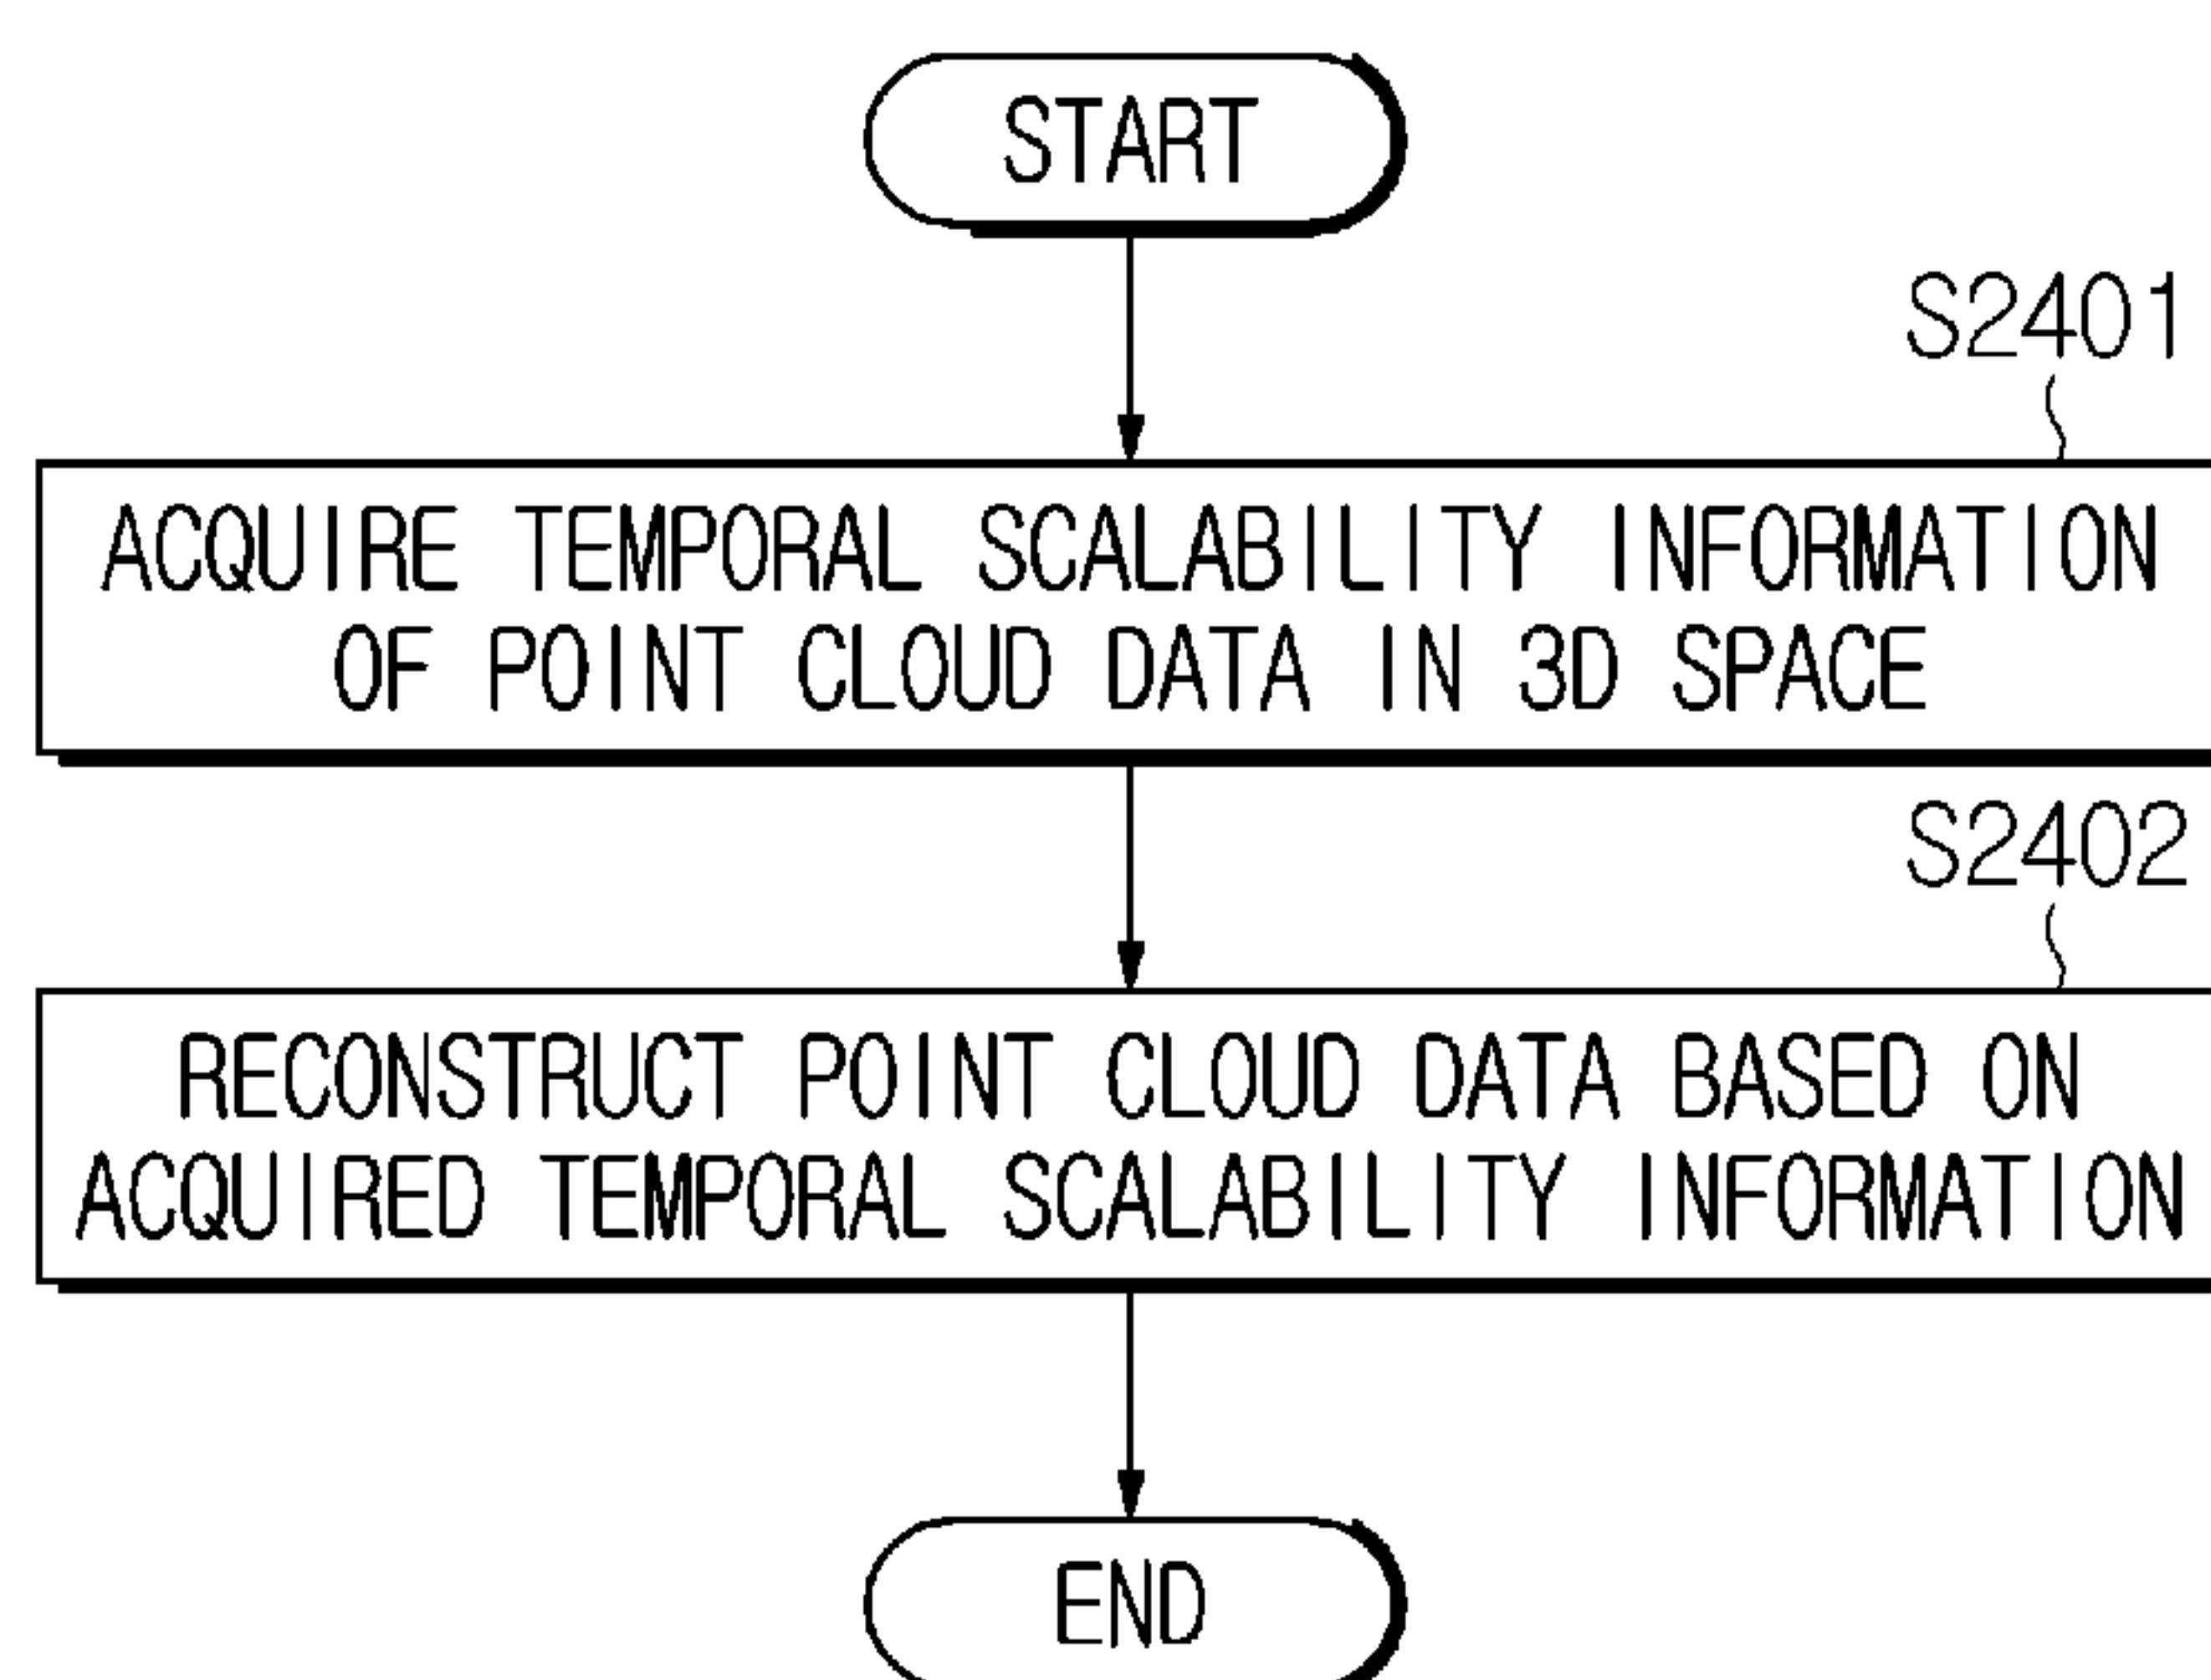 START
S2401
ACQUIRE TEMPORAL SCALABILITY INFORMATION
OF POINT CLOUD DATA IN 3D SPACE
S2402
RECONSTRUCT POINT CLOUD DATA BASED ON
ACQUIRED TEMPORAL SCALABILITY INFORMATION
END